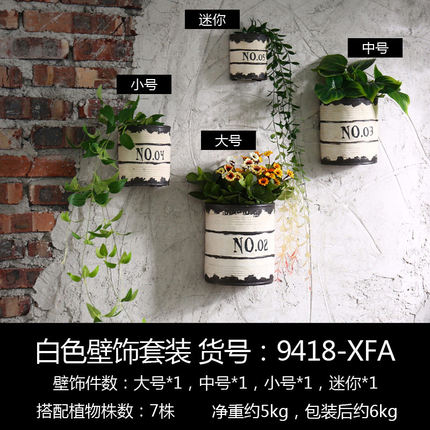 迷你
中号
小号
大号
NO.05
NO.03
NO.04
NO.02
白色壁饰套装 货号：9418-XFA
壁饰件数：大号*1，中号*1，小号*1，迷你*1
搭配植物株数：7株 净重约5kg，包装后约6kg